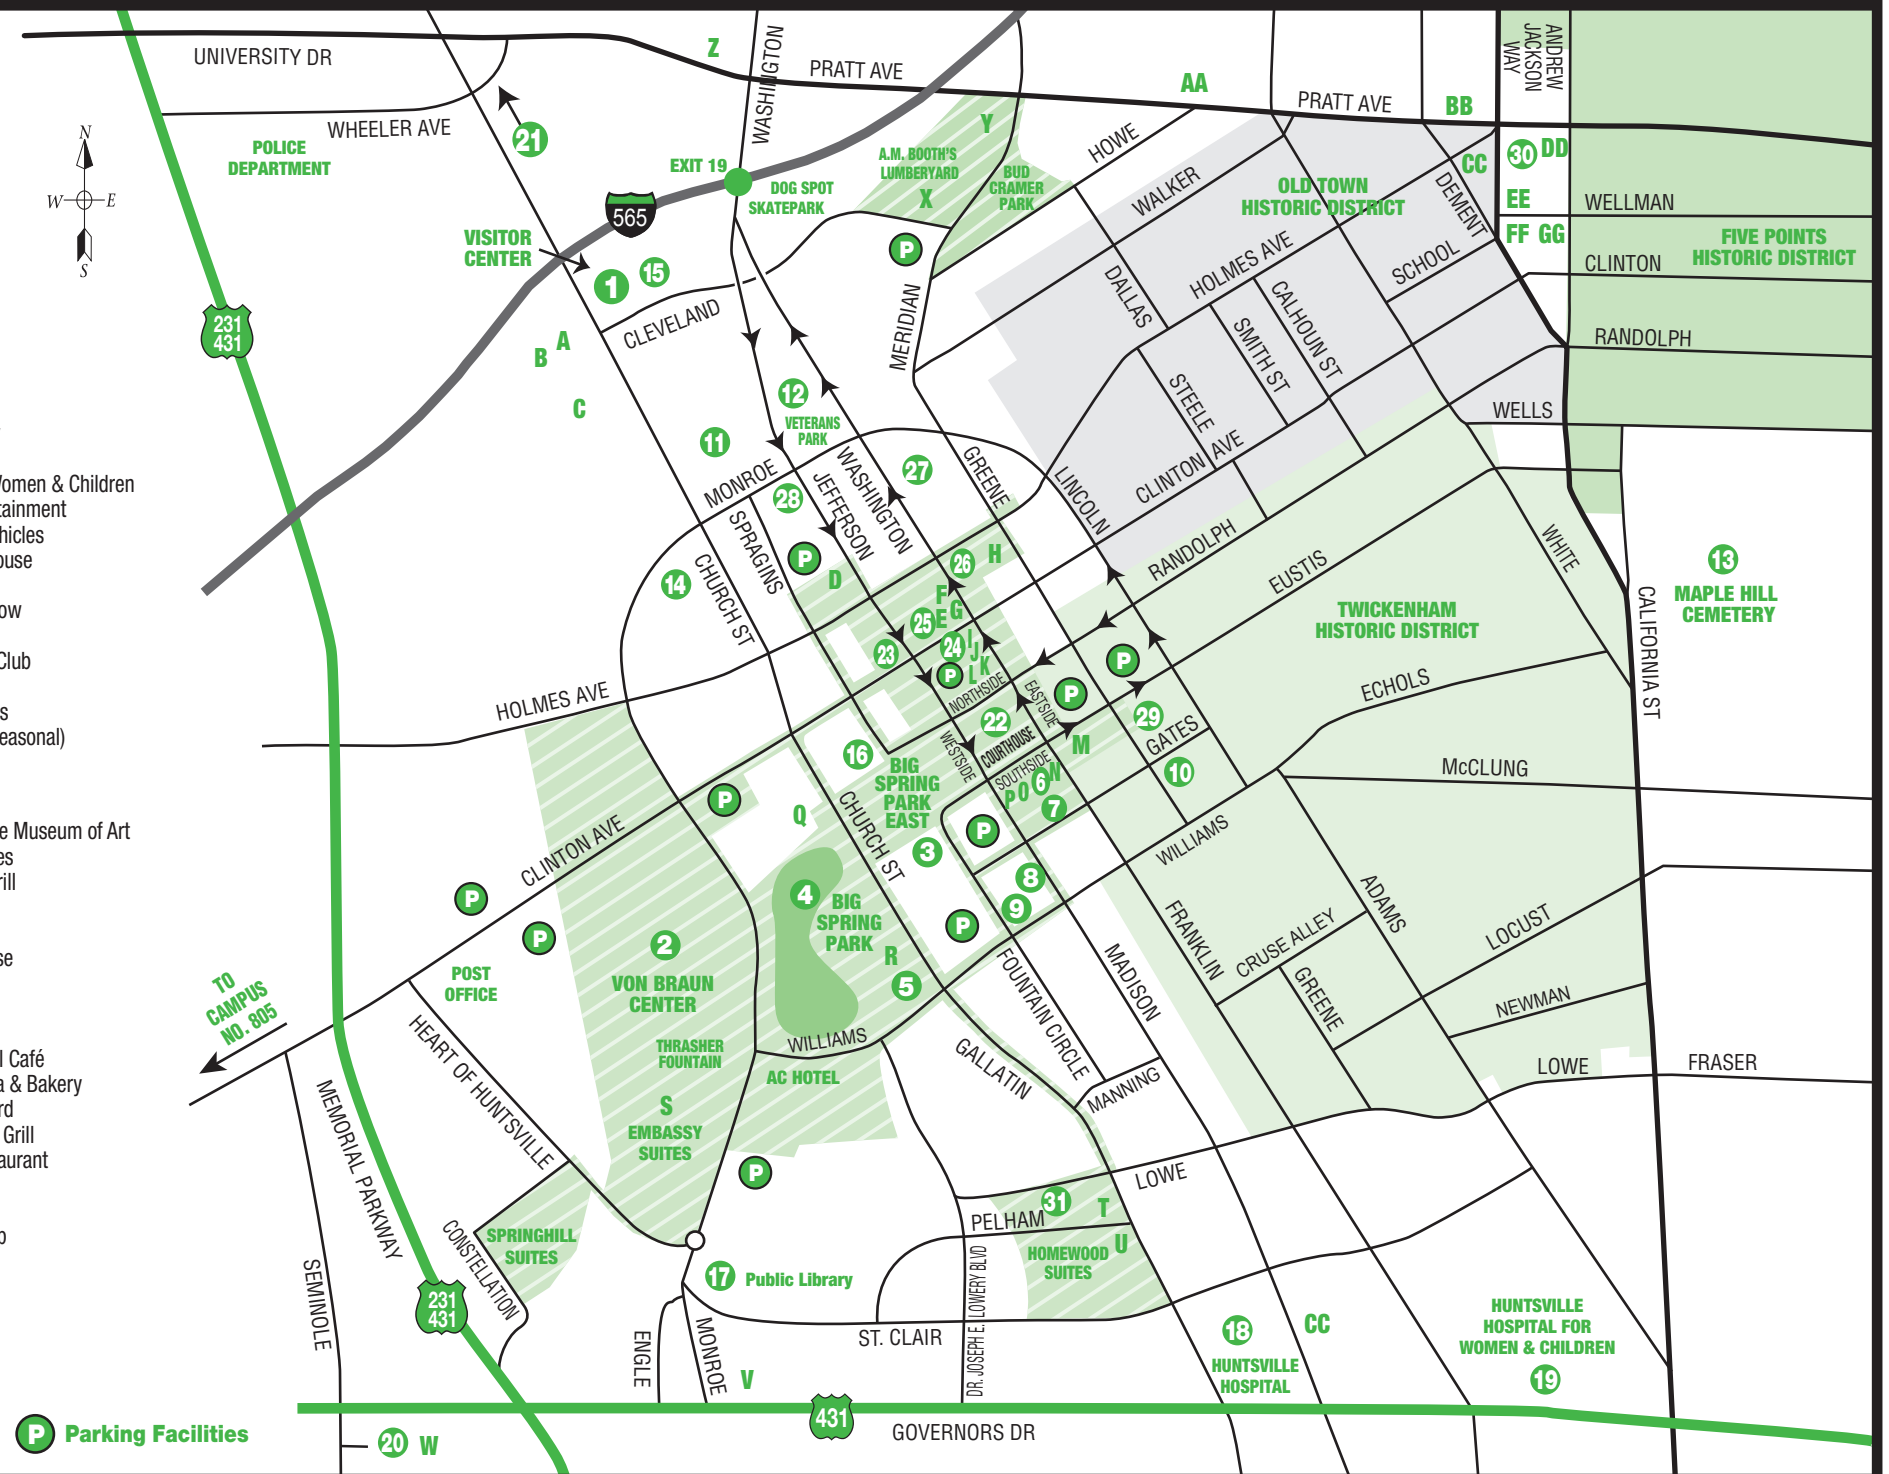 UNIVERSITY DR
Z
WASHINGTON
PRATT AVE
AA
PRATT AVE
BB
ANDREW
JACKSON
WAY
WHEELER AVE
21
POLICE
DEPARTMENT
N
W
E
S
EXIT 19
DOG SPOT
SKATEPARK
Y
A.M. BOOTH'S
LUMBERYARD
X
BUD
CRAMER
PARK
HOWE
WALKER
OLD TOWN
HISTORIC DISTRICT
CC
30
DD
EE
FF
GG
DEMENT
WELLMAN
FIVE POINTS
HISTORIC DISTRICT
CLINTON
RANDOLPH
WELLS
565
VISITOR
CENTER
1
15
P
CLEVELAND
MERIDIAN
DALLAS
HOLMES AVE
SCHOOL
CALHOUN ST
SMITH ST
STEELE
231
431
A
B
C
12
VETERANS
PARK
11
MONROE
28
SPRAGINS
JEFFERSON
WASHINGTON
27
GREENE
LINCOLN
CLINTON AVE
RANDOLPH
EUSTIS
WHITE
13
MAPLE HILL
CEMETERY
CALIFORNIA ST
omen & Children
tainment
hicles
ouse
ow
Club
s
easonal)
14
CHURCH ST
P
D
26
H
F
G
25
E
23
24
I
J
K
P
L
NORTHSIDE
EASTSIDE
P
P
TWICKENHAM
HISTORIC DISTRICT
ECHOLS
HOLMES AVE
22
COURTHOUSE
WESTSIDE
SOUTHSIDE
M
29
GATES
10
McCLUNG
16
BIG
SPRING
PARK
EAST
N
6
O
P
7
P
Q
CHURCH ST
3
WILLIAMS
CLINTON AVE
P
P
P
e Museum of Art
es
rill
se
4
BIG
SPRING
PARK
8
9
P
R
5
ADAMS
FRANKLIN
CRUSE ALLEY
LOCUST
GREENE
NEWMAN
2
VON BRAUN
CENTER
POST
OFFICE
TO
CAMPUS
NO. 805
HEART OF HUNTSVILLE
THRASHER
FOUNTAIN
WILLIAMS
AC HOTEL
FOUNTAIN CIRCLE
MADISON
GALLATIN
MANNING
LOWE
FRASER
l Café
a & Bakery
rd
Grill
aurant
MEMORIAL PARKWAY
S
EMBASSY
SUITES
P
LOWE
31
T
PELHAM
U
HOMEWOOD
SUITES
SPRINGHILL
SUITES
CONSTELLATION
SEMINOLE
231
431
17
Public Library
ENGLE
MONROE
ST. CLAIR
DR. JOSEPH E. LOWERY BLVD
V
18
HUNTSVILLE
HOSPITAL
CC
HUNTSVILLE
HOSPITAL FOR
WOMEN & CHILDREN
19
431
GOVERNORS DR
P
Parking Facilities
20
W